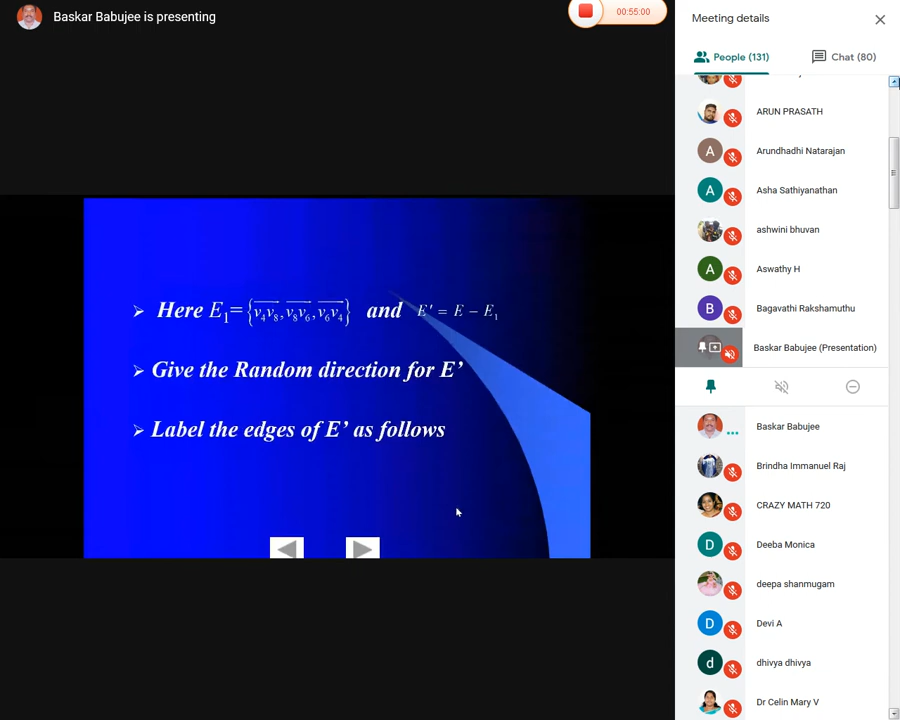 Baskar Babujee is presenting
00:55:00
Meeting details
People (131)
Chat (80)
ARUN PRASATH
A
Arundhadhi Natarajan
A
Asha Sathiyanathan
ashwini bhuvan
A
Aswathy H
B
Bagavathi Rakshamuthu
Baskar Babujee (Presentation)
Baskar Babujee
Brindha Immanuel Raj
CRAZY MATH 720
D
Deeba Monica
deepa shanmugam
D
Devi A
d
dhivya dhivya
Dr Celin Mary V
➢ Here E₁={v₄v₈, v₈v₆, v₆v₄} and E' = E − E₁
➢ Give the Random direction for E’
➢ Label the edges of E’ as follows